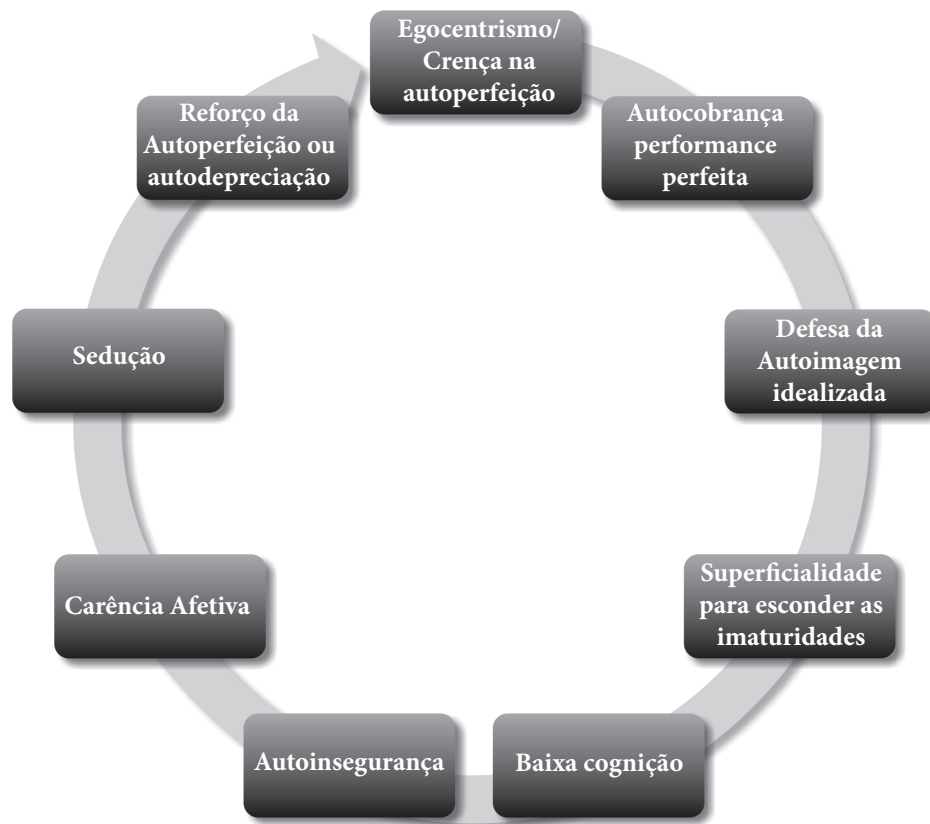 Egocentrismo/
Crença na
autoperfeição
Autocobrança
performance
perfeita
Defesa da
Autoimagem
idealizada
Superficialidade
para esconder as
imaturidades
Baixa cognição
Autoinsegurança
Carência Afetiva
Sedução
Reforço da
Autoperfeição ou
autodepreciação